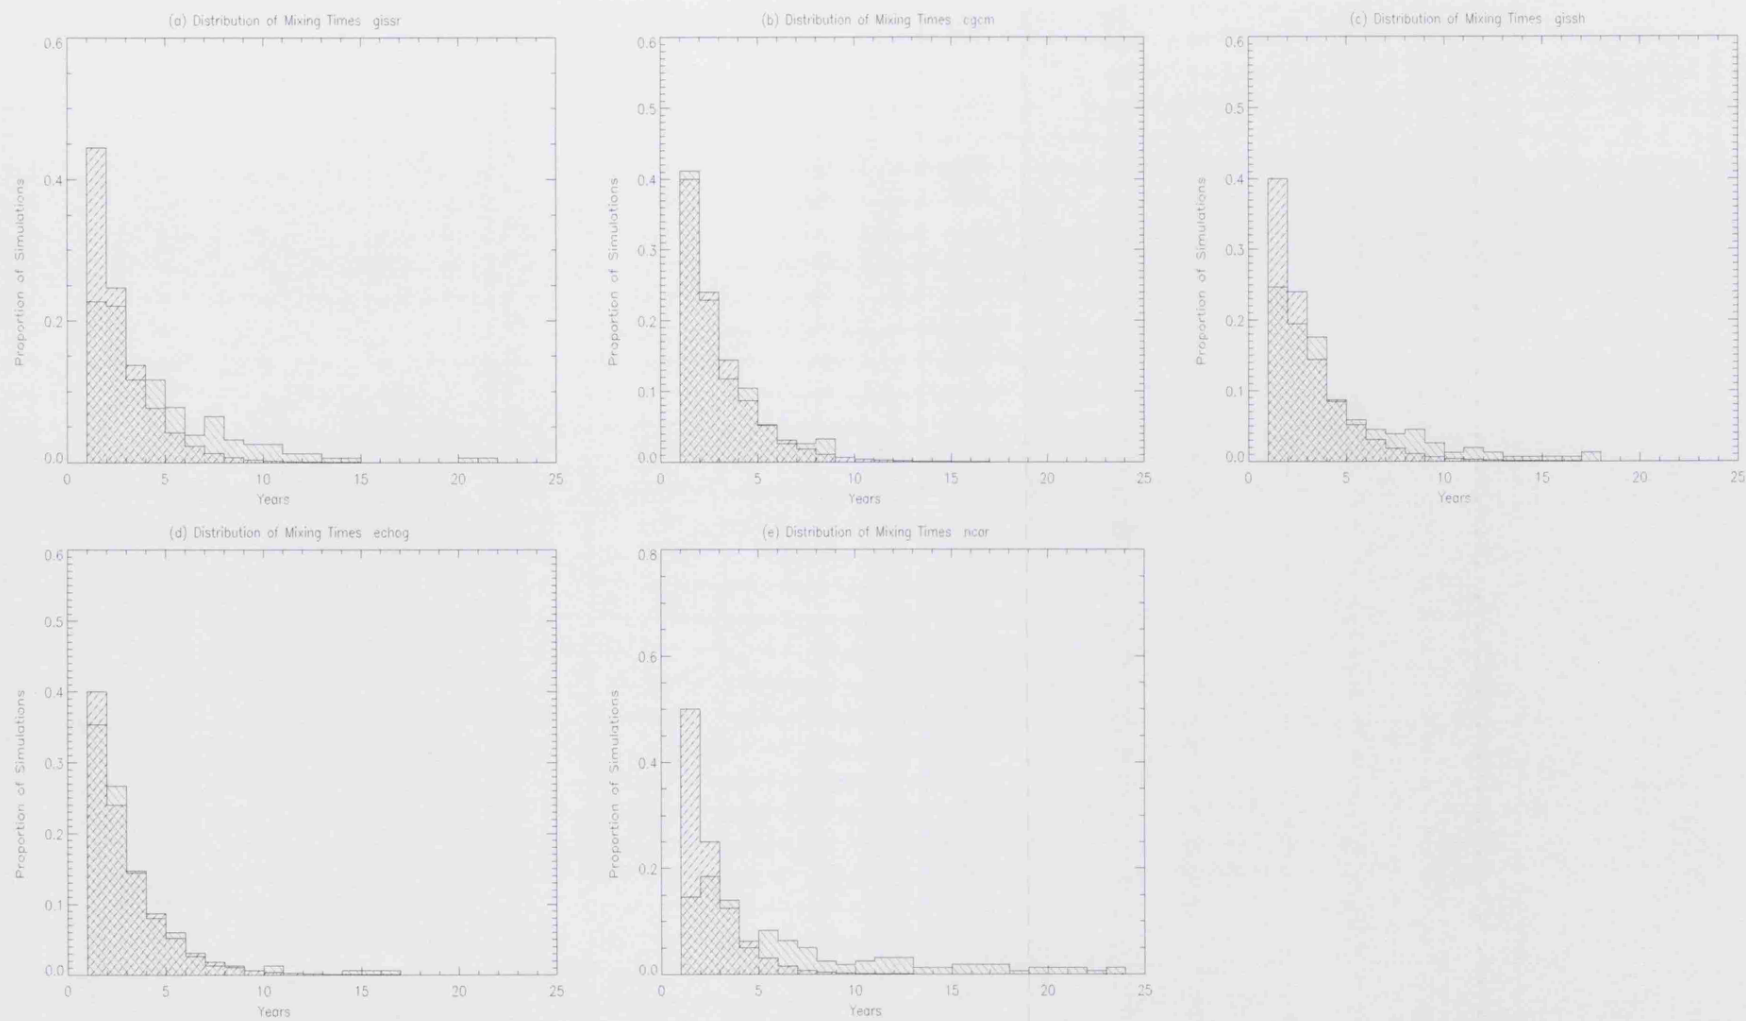 (a) Distribution of Mixing Times gissr
0.6
0.4
0.2
0.0
Proportion of Simulations
0 5 10 15 20 25
Years
(b) Distribution of Mixing Times cgcm
0.6
0.5
0.4
0.3
0.2
0.1
0.0
Proportion of Simulations
0 5 10 15 20 25
Years
(c) Distribution of Mixing Times gissh
0.6
0.5
0.4
0.3
0.2
0.1
0.0
Proportion of Simulations
0 5 10 15 20 25
Years
(d) Distribution of Mixing Times echog
0.6
0.5
0.4
0.3
0.2
0.1
0.0
Proportion of Simulations
0 5 10 15 20 25
Years
(e) Distribution of Mixing Times ncar
0.8
0.6
0.4
0.2
0.0
Proportion of Simulations
0 5 10 15 20 25
Years